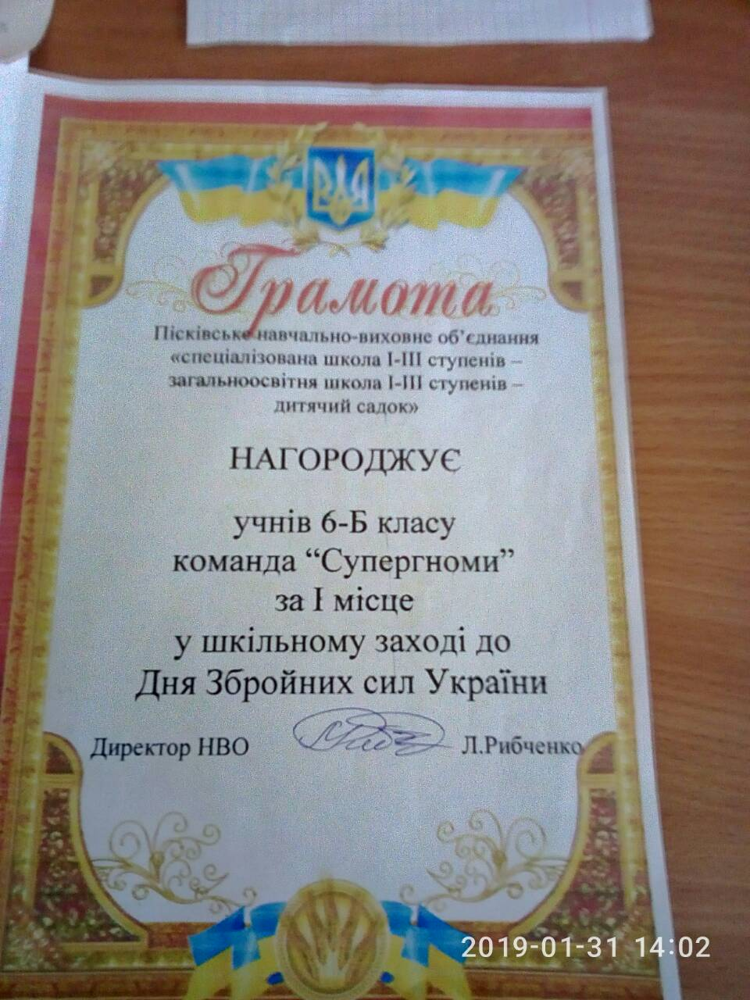 Грамота
Пісківське навчально-виховне об'єднання
«спеціалізована школа І-ІІІ ступенів –
загальноосвітня школа І-ІІІ ступенів –
дитячий садок»
НАГОРОДЖУЄ
учнів 6-Б класу
команда “Супергноми”
за І місце
у шкільному заході до
Дня Збройних сил України
Директор НВО Л.Рибченко
2019-01-31 14:02